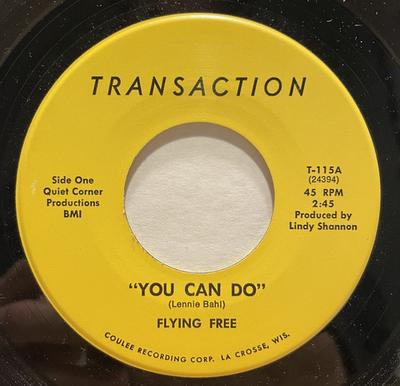 TRANSACTION
Side One
Quiet Corner
Productions
BMI
T-115A
(24394)
45 RPM
2:45
Produced by
Lindy Shannon
"YOU CAN DO"
(Lennie Bahl)
FLYING FREE
COULEE RECORDING CORP. LA CROSSE, WIS.